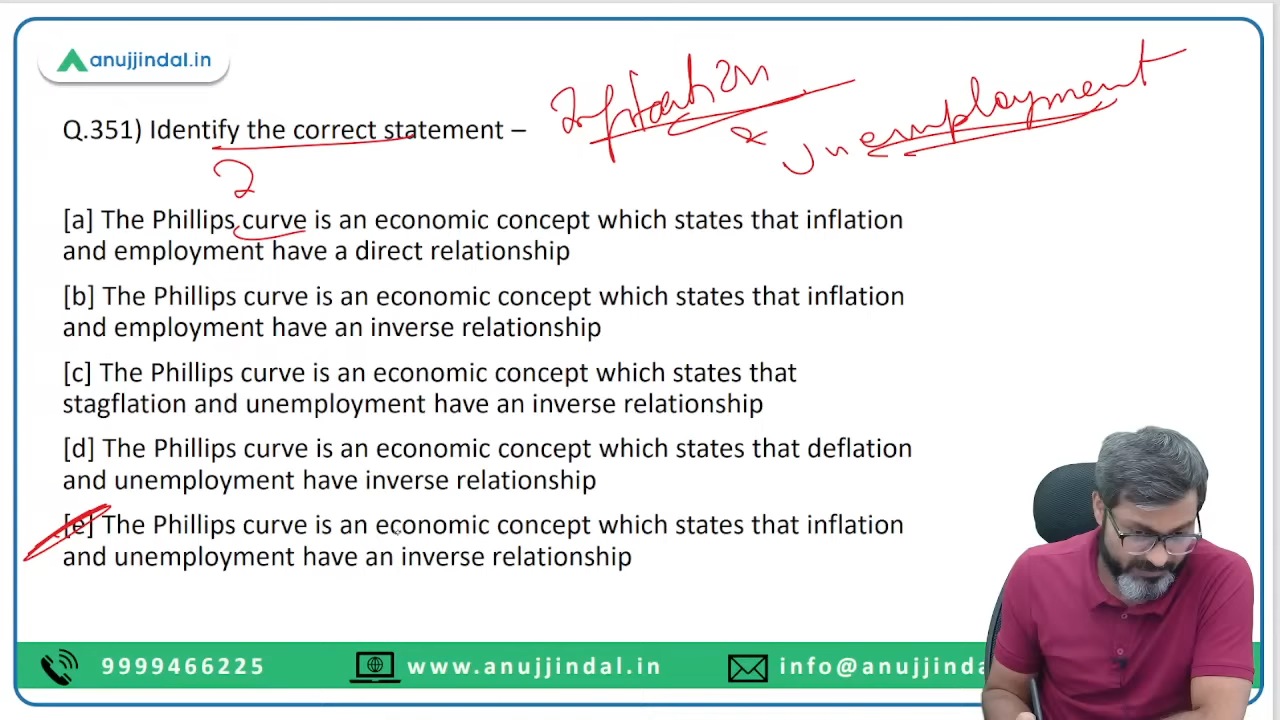 anujjindal.in
Inflation
& Unemployment
Q.351) Identify the correct statement –
[a] The Phillips curve is an economic concept which states that inflation
and employment have a direct relationship
[b] The Phillips curve is an economic concept which states that inflation
and employment have an inverse relationship
[c] The Phillips curve is an economic concept which states that
stagflation and unemployment have an inverse relationship
[d] The Phillips curve is an economic concept which states that deflation
and unemployment have inverse relationship
[e] The Phillips curve is an economic concept which states that inflation
and unemployment have an inverse relationship
9999466225 www.anujjindal.in info@anujjinda